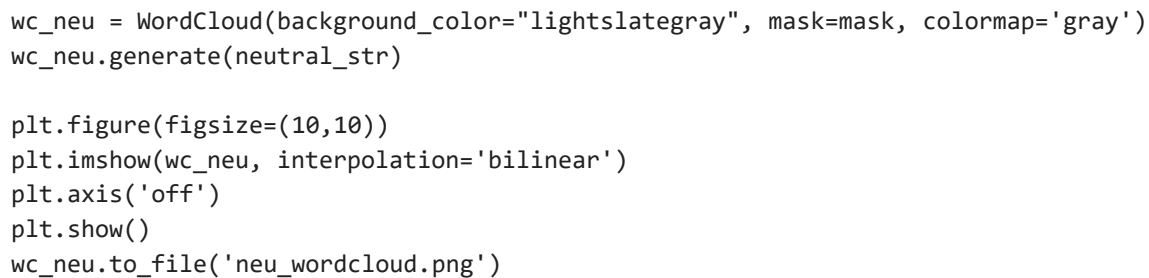 wc_neu = WordCloud(background_color="lightslategray", mask=mask, colormap='gray')
wc_neu.generate(neutral_str)

plt.figure(figsize=(10,10))
plt.imshow(wc_neu, interpolation='bilinear')
plt.axis('off')
plt.show()
wc_neu.to_file('neu_wordcloud.png')